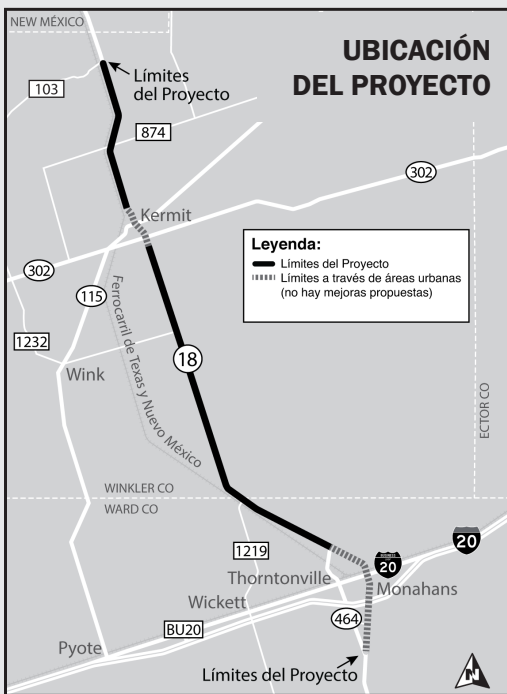 NEW MÉXICO
UBICACIÓN
DEL PROYECTO
Límites
del Proyecto
103
874
302
Kermit
Leyenda:
Límites del Proyecto
Límites a través de áreas urbanas
(no hay mejoras propuestas)
302
115
Ferrocarril de Texas y Nuevo México
18
1232
Wink
ECTOR CO
WINKLER CO
WARD CO
1219
20
20
Thorntonville
Monahans
Wickett
464
BU20
Pyote
Límites del Proyecto
N